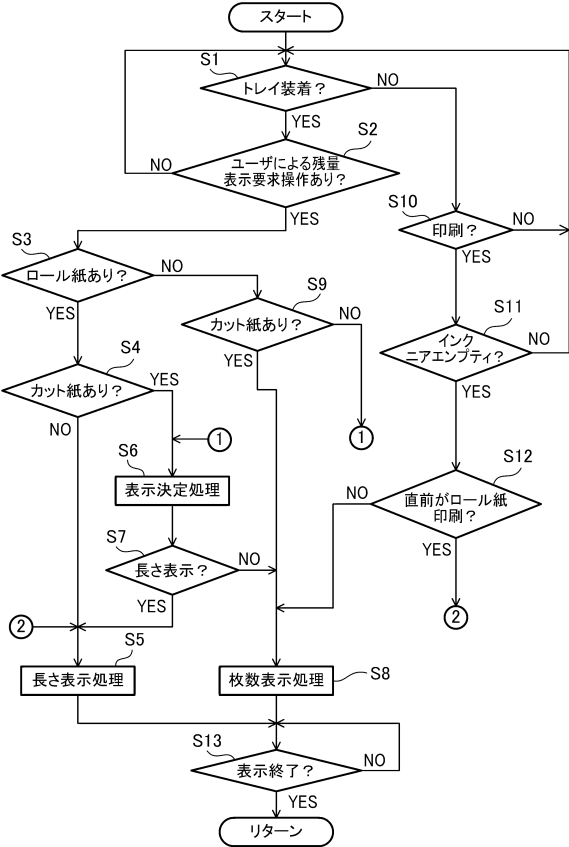 スタート
S1
トレイ装着？
NO
YES
S2
ユーザによる残量
表示要求操作あり？
NO
YES
S10
印刷？
NO
YES
S3
ロール紙あり？
NO
YES
S9
カット紙あり？
NO
YES
S11
インク
ニアエンプティ？
NO
YES
S4
カット紙あり？
YES
NO
1
1
S6
表示決定処理
S12
直前がロール紙
印刷？
NO
YES
S7
長さ表示？
NO
YES
2
2
S5
長さ表示処理
S8
枚数表示処理
S13
表示終了？
NO
YES
リターン